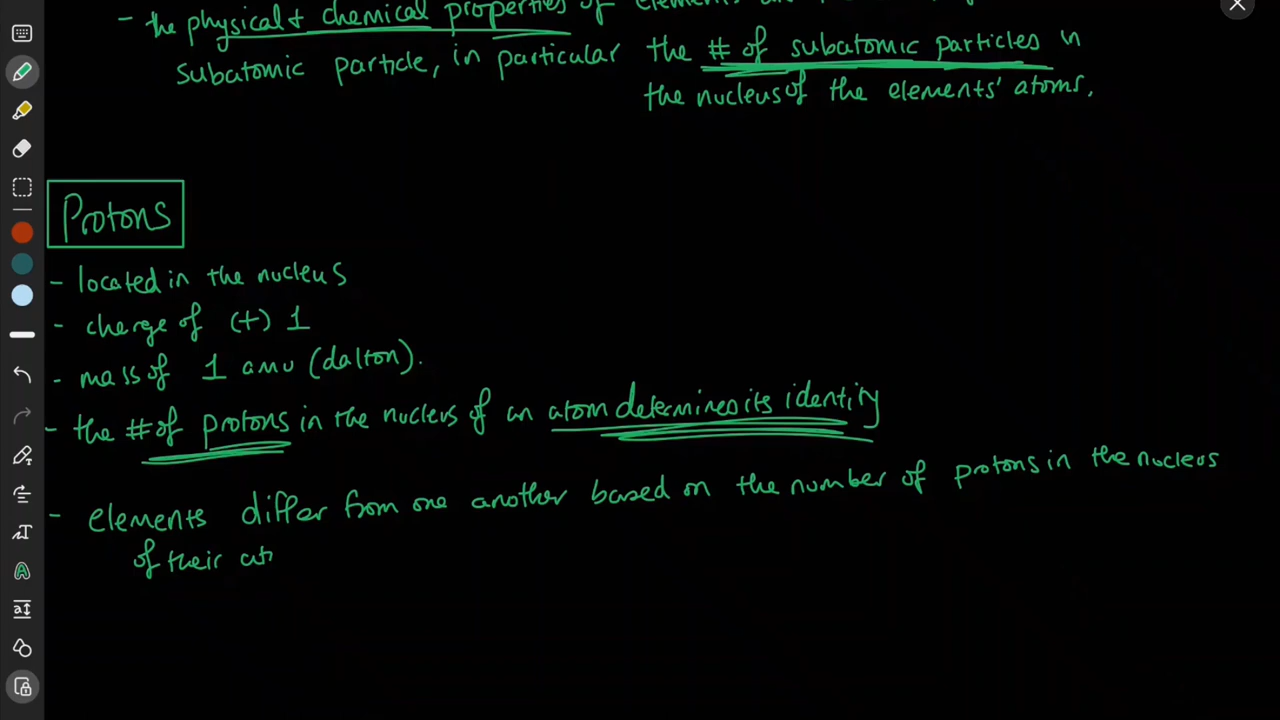 - the physical & chemical properties of elements
Subatomic particle, in particular the # of subatomic particles in
the nucleus of the elements' atoms.
Protons
- located in the nucleus
- charge of (+) 1
- mass of 1 amu (dalton).
- the # of protons in the nucleus of an atom determines its identity
- elements differ from one another based on the number of protons in the nucleus
of their at